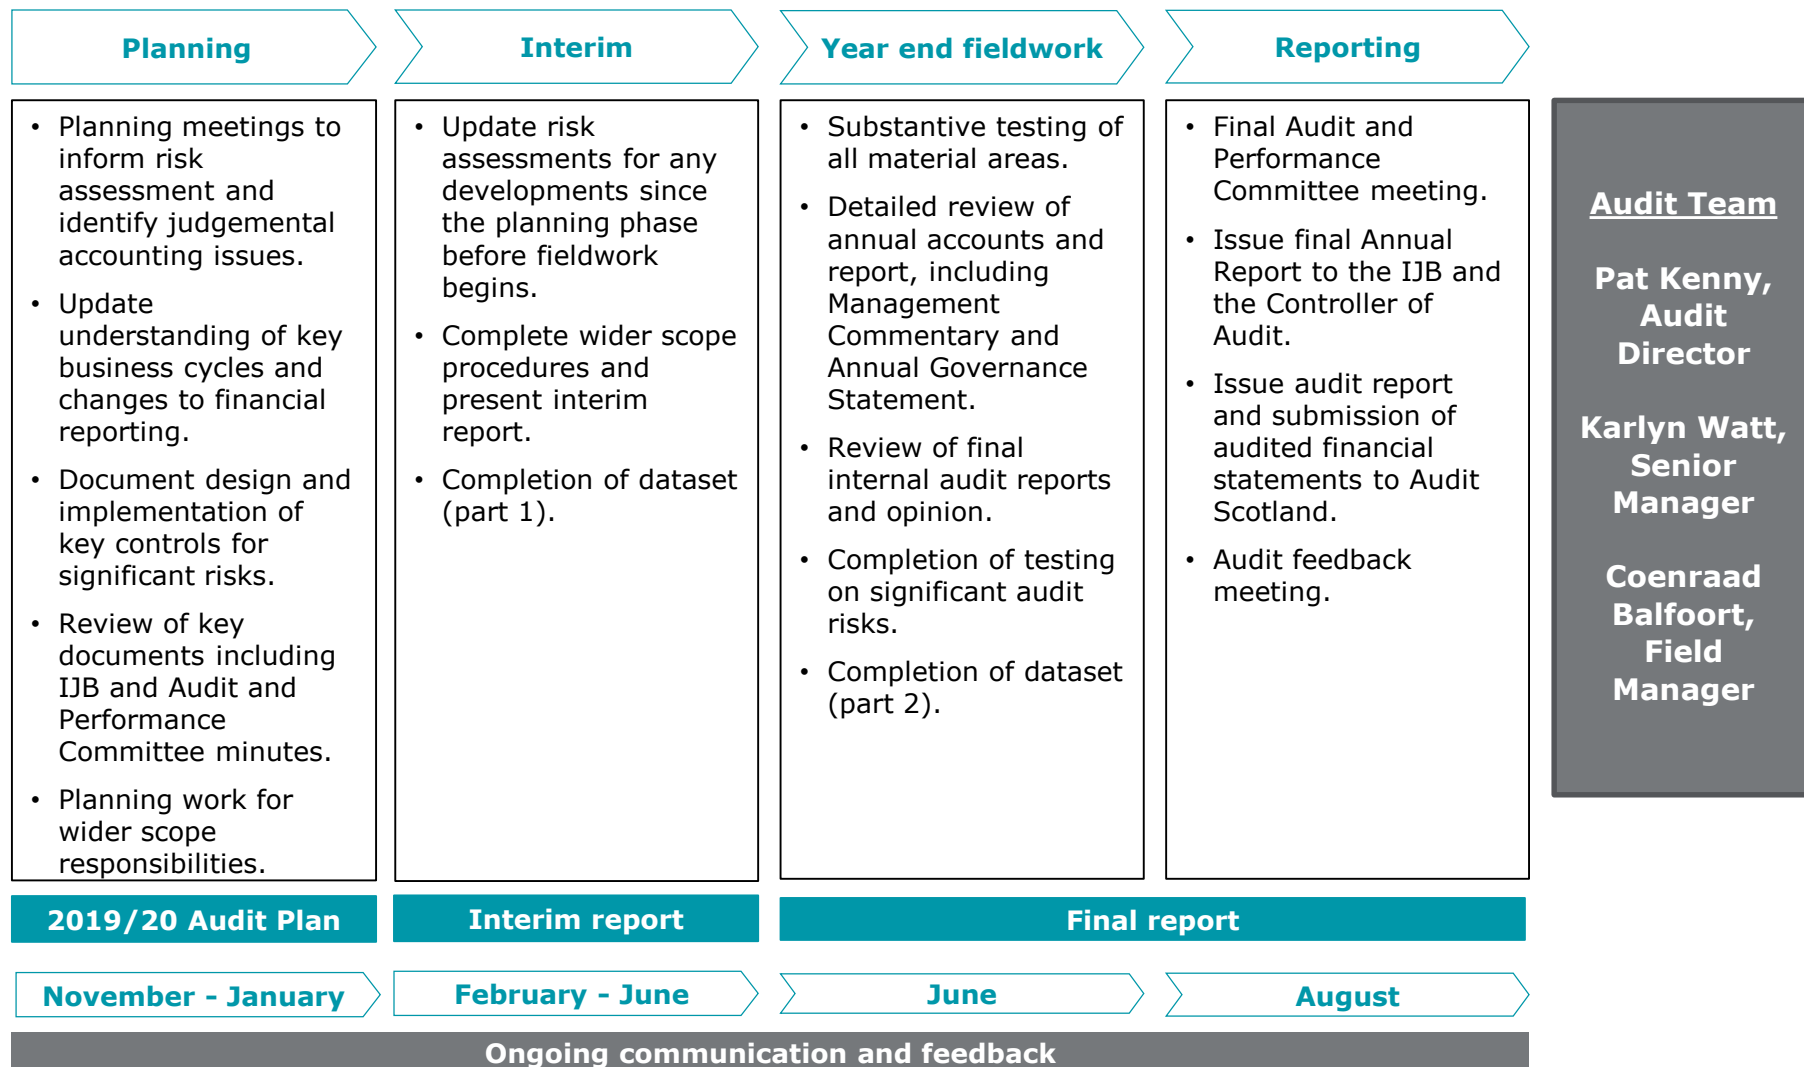 Planning
Interim
Year end fieldwork
Reporting
• Planning meetings to
inform risk
assessment and
identify judgemental
accounting issues.
• Update
understanding of key
business cycles and
changes to financial
reporting.
• Document design and
implementation of
key controls for
significant risks.
• Review of key
documents including
IJB and Audit and
Performance
Committee minutes.
• Planning work for
wider scope
responsibilities.
• Update risk
assessments for any
developments since
the planning phase
before fieldwork
begins.
• Complete wider scope
procedures and
present interim
report.
• Completion of dataset
(part 1).
• Substantive testing of
all material areas.
• Detailed review of
annual accounts and
report, including
Management
Commentary and
Annual Governance
Statement.
• Review of final
internal audit reports
and opinion.
• Completion of testing
on significant audit
risks.
• Completion of dataset
(part 2).
• Final Audit and
Performance
Committee meeting.
• Issue final Annual
Report to the IJB and
the Controller of
Audit.
• Issue audit report
and submission of
audited financial
statements to Audit
Scotland.
• Audit feedback
meeting.
Audit Team
Pat Kenny,
Audit
Director
Karlyn Watt,
Senior
Manager
Coenraad
Balfoort,
Field
Manager
2019/20 Audit Plan
Interim report
Final report
November - January
February - June
June
August
Ongoing communication and feedback